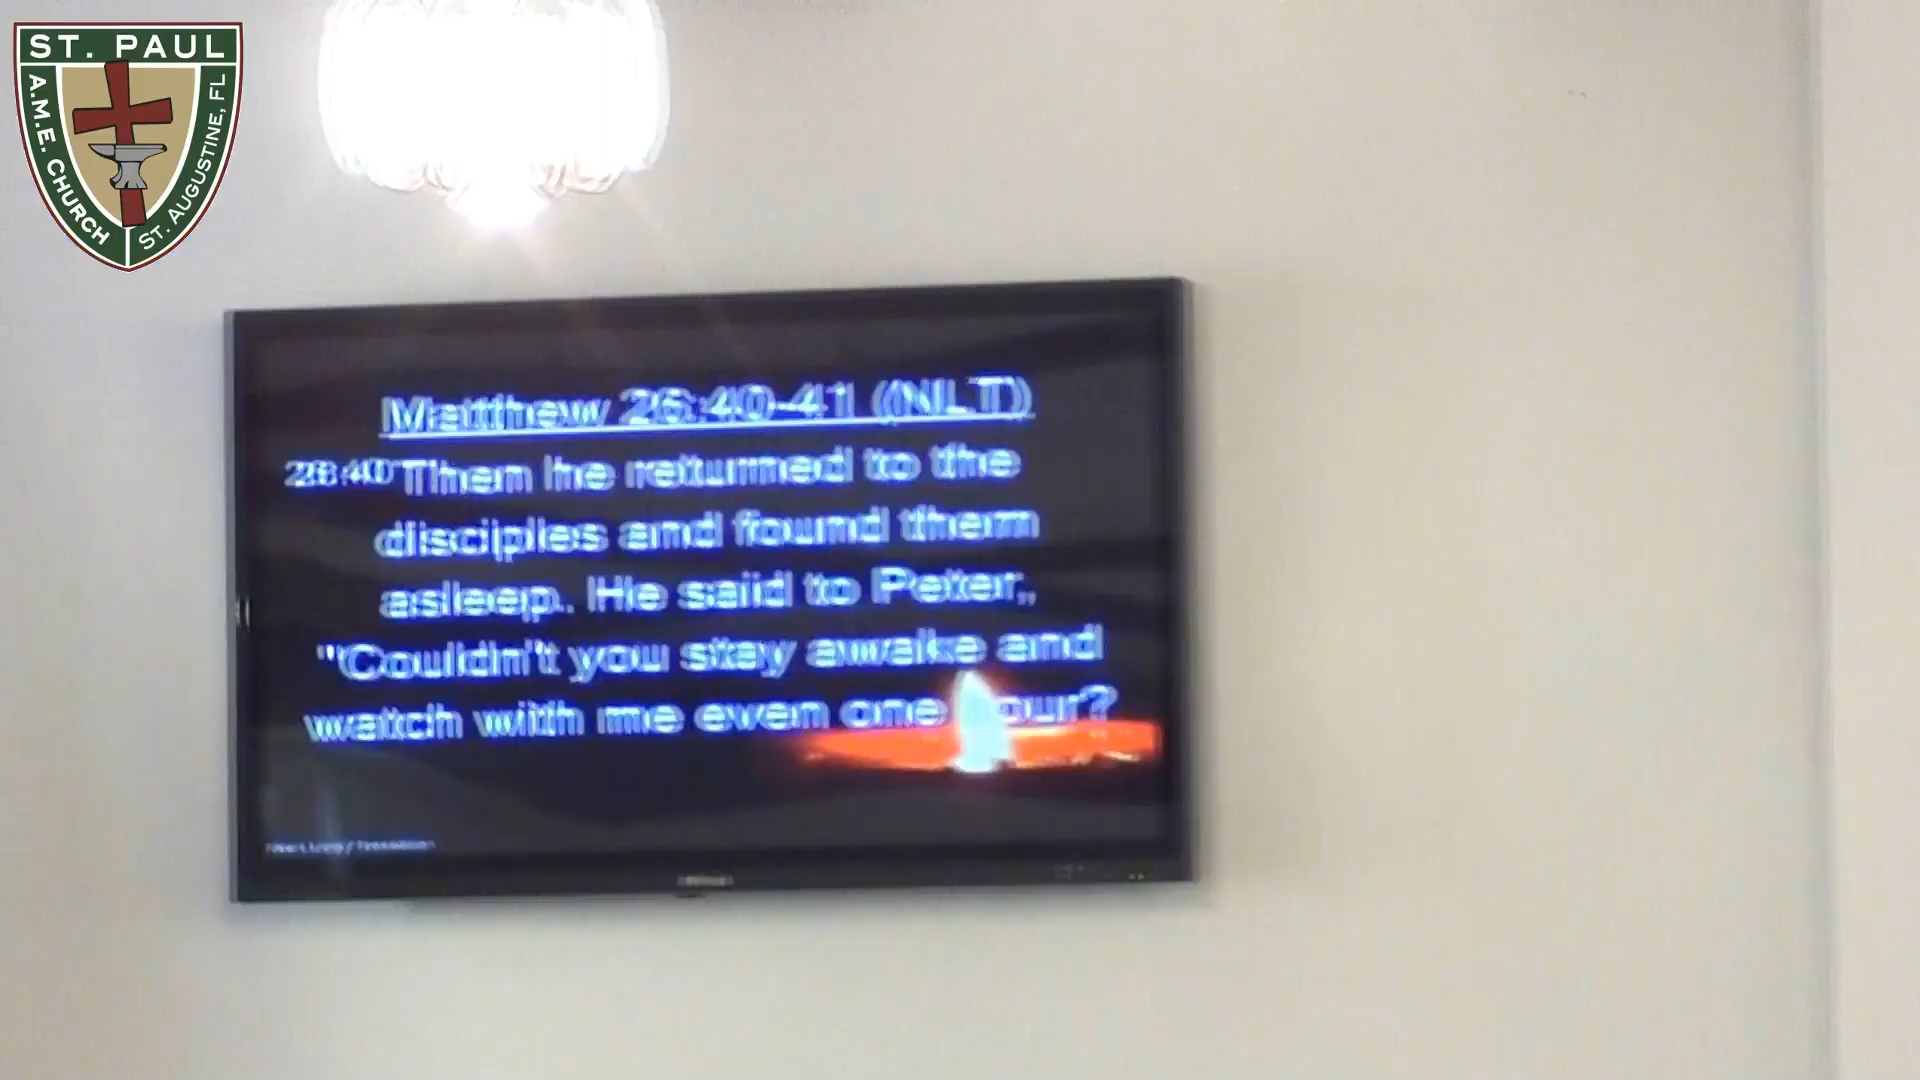 ST. PAUL
A.M.E. CHURCH
ST. AUGUSTINE, FL
Matthew 26:40-41 (NLT)
26:40 Then he returned to the
disciples and found them
asleep. He said to Peter,
"Couldn't you stay awake and
watch with me even one hour?